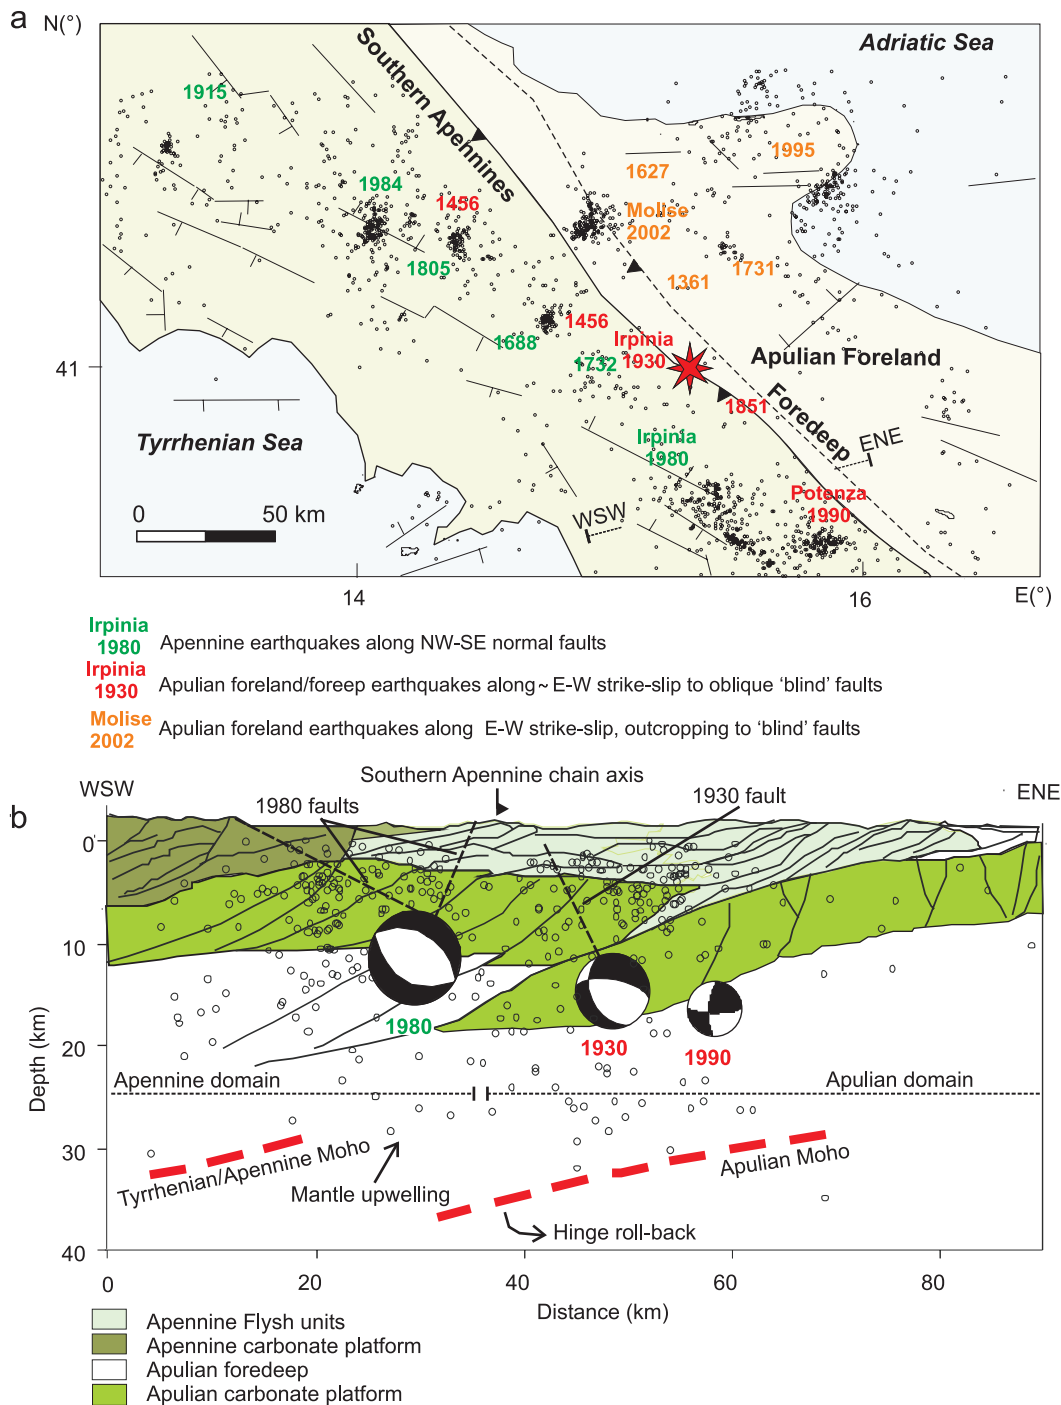 a
N(°)
Southern Apennines
Adriatic Sea
1915
1995
1627
1984
1456
Molise
2002
1805
1731
1361
1456
1688
Irpinia
1930
1732
41
Apulian Foreland
1851
Foredeep
ENE
Tyrrhenian Sea
Irpinia
1980
Potenza
1990
0 50 km
WSW
14
16
E(°)
Irpinia
1980
Apennine earthquakes along NW-SE normal faults
Irpinia
1930
Apulian foreland/foreep earthquakes along~ E-W strike-slip to oblique ‘blind’ faults
Molise
2002
Apulian foreland earthquakes along E-W strike-slip, outcropping to ‘blind’ faults
b
WSW
Southern Apennine chain axis
ENE
1980 faults
1930 fault
0
10
20
30
40
Depth (km)
1980
1930
1990
Apennine domain
Apulian domain
Tyrrhenian/Apennine Moho
Mantle upwelling
Apulian Moho
Hinge roll-back
0 20 40 60 80
Distance (km)
Apennine Flysh units
Apennine carbonate platform
Apulian foredeep
Apulian carbonate platform